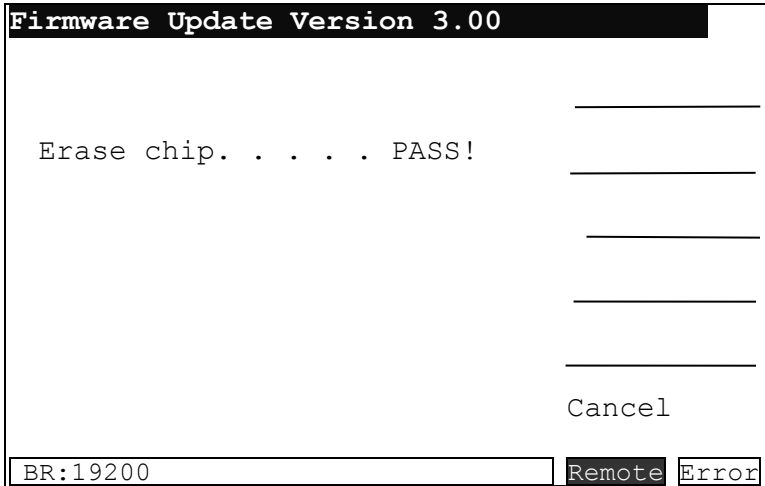 Firmware Update Version 3.00
Erase chip. . . . . PASS!
Cancel
BR:19200 Remote Error